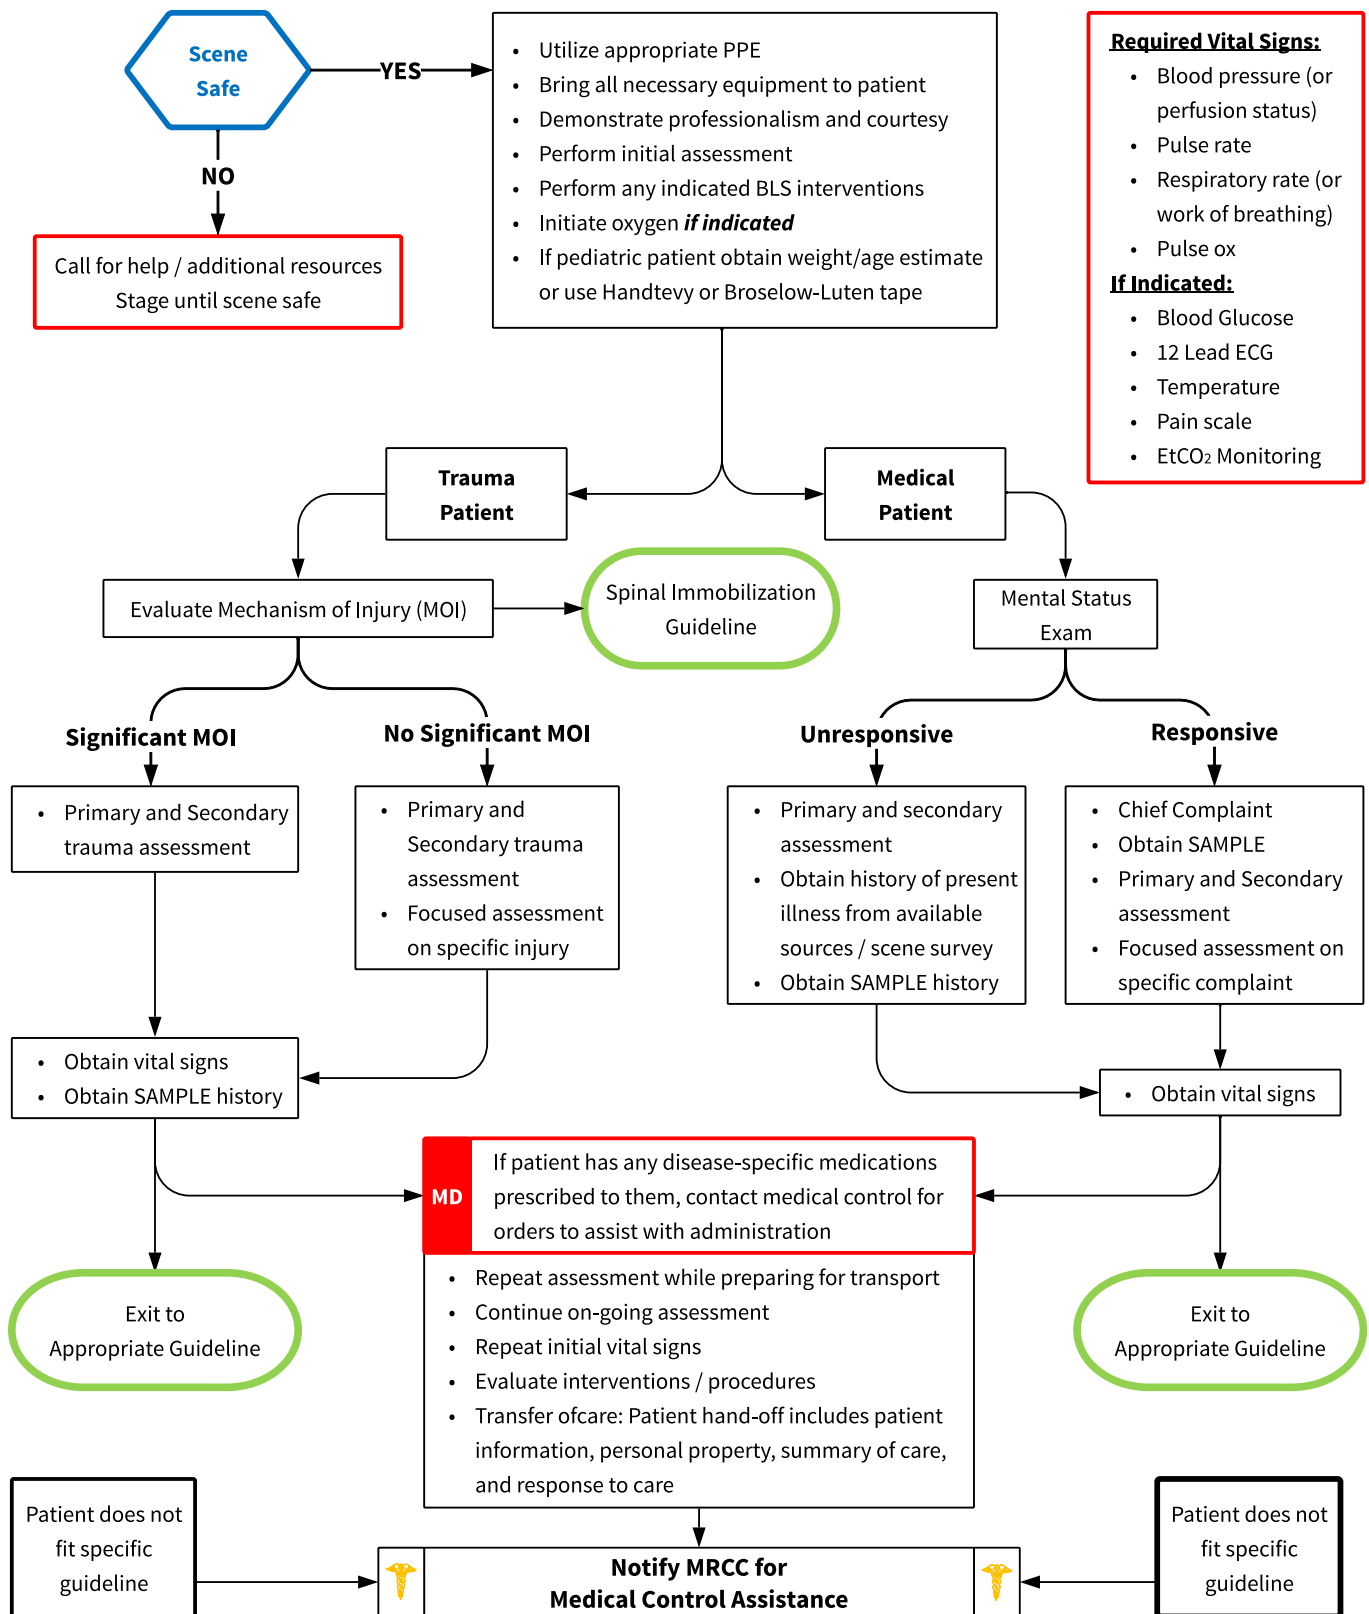 Scene
Safe
YES
NO
Call for help / additional resources
Stage until scene safe
• Utilize appropriate PPE
• Bring all necessary equipment to patient
• Demonstrate professionalism and courtesy
• Perform initial assessment
• Perform any indicated BLS interventions
• Initiate oxygen if indicated
• If pediatric patient obtain weight/age estimate
or use Handtevy or Broselow-Luten tape
Required Vital Signs:
• Blood pressure (or
perfusion status)
• Pulse rate
• Respiratory rate (or
work of breathing)
• Pulse ox
If Indicated:
• Blood Glucose
• 12 Lead ECG
• Temperature
• Pain scale
• EtCO2 Monitoring
Trauma
Patient
Medical
Patient
Evaluate Mechanism of Injury (MOI)
Spinal Immobilization
Guideline
Mental Status
Exam
Significant MOI
No Significant MOI
Unresponsive
Responsive
• Primary and Secondary
trauma assessment
• Primary and
Secondary trauma
assessment
• Focused assessment
on specific injury
• Primary and secondary
assessment
• Obtain history of present
illness from available
sources / scene survey
• Obtain SAMPLE history
• Chief Complaint
• Obtain SAMPLE
• Primary and Secondary
assessment
• Focused assessment on
specific complaint
• Obtain vital signs
• Obtain SAMPLE history
• Obtain vital signs
MD
If patient has any disease-specific medications
prescribed to them, contact medical control for
orders to assist with administration
• Repeat assessment while preparing for transport
• Continue on-going assessment
• Repeat initial vital signs
• Evaluate interventions / procedures
• Transfer ofcare: Patient hand-off includes patient
information, personal property, summary of care,
and response to care
Exit to
Appropriate Guideline
Exit to
Appropriate Guideline
Patient does not
fit specific
guideline
Notify MRCC for
Medical Control Assistance
Patient does not
fit specific
guideline